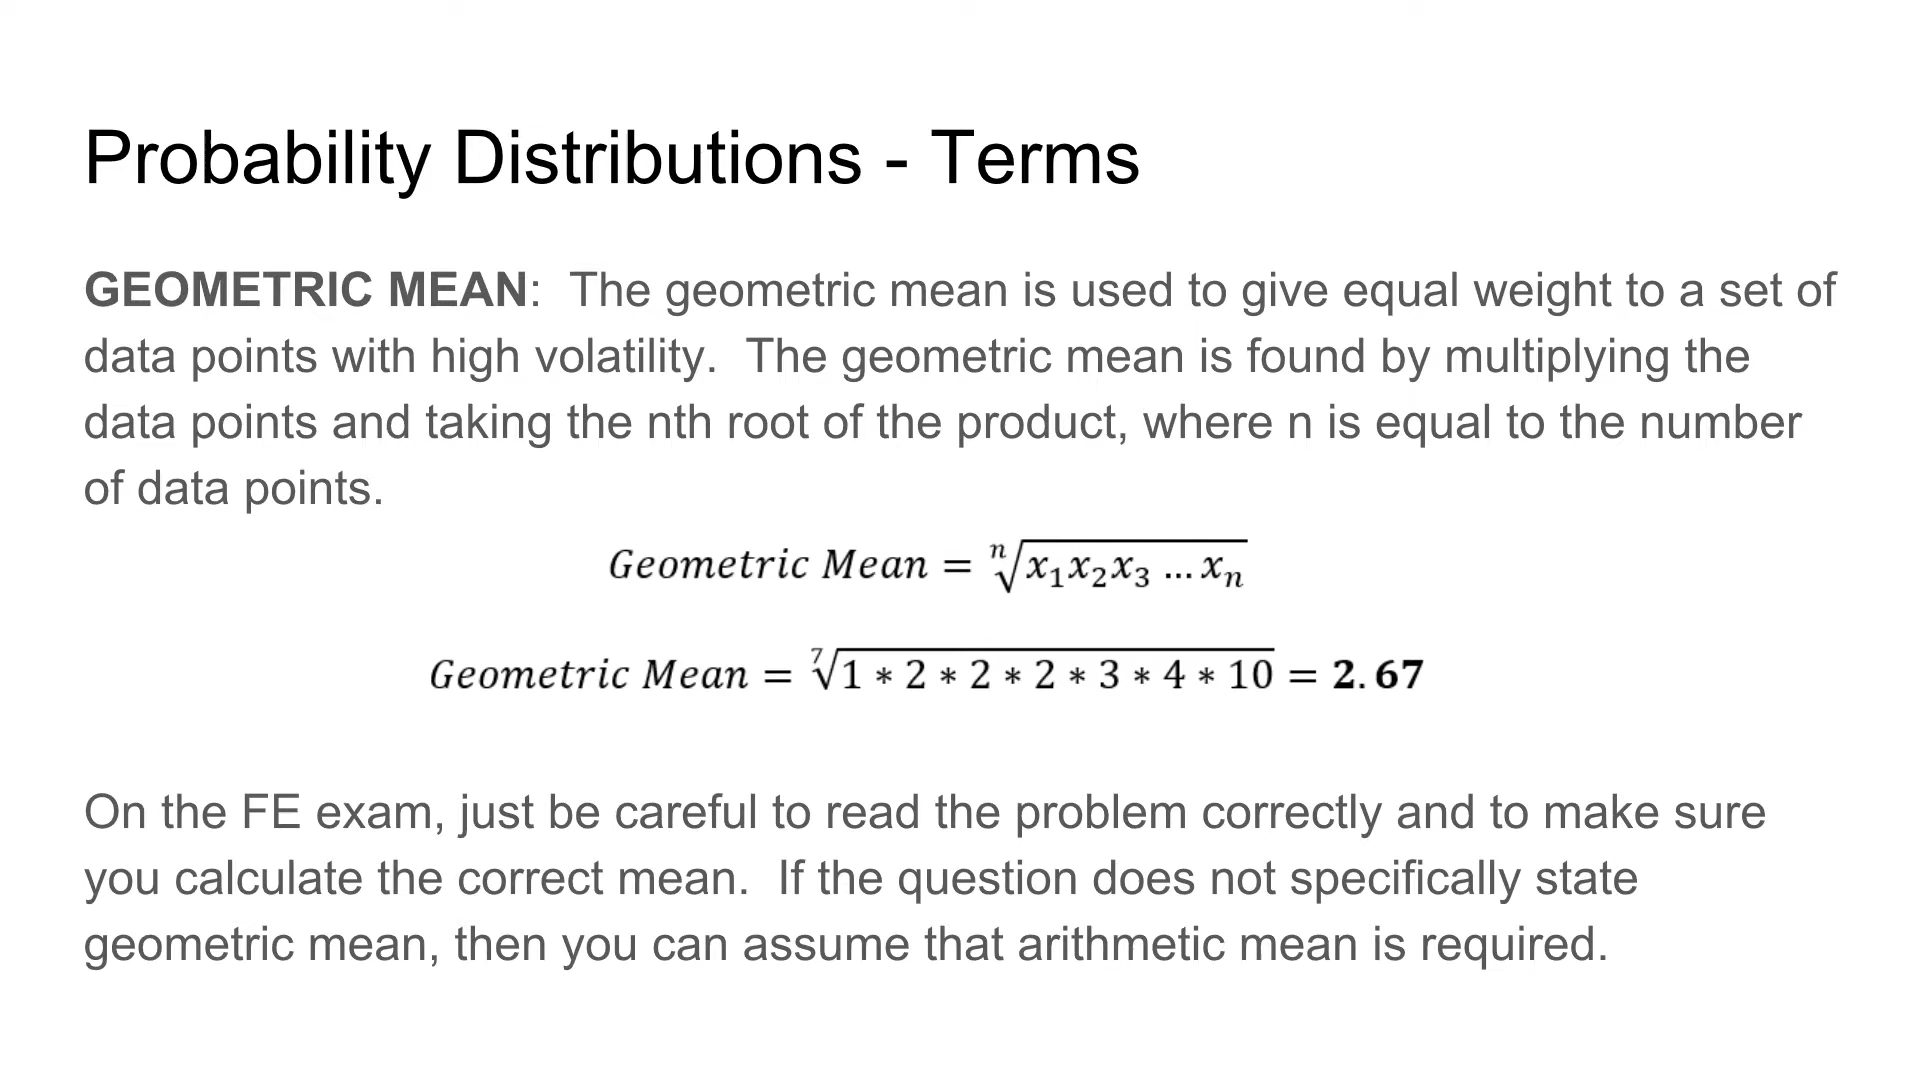 Probability Distributions - Terms
GEOMETRIC MEAN:  The geometric mean is used to give equal weight to a set of
data points with high volatility.  The geometric mean is found by multiplying the
data points and taking the nth root of the product, where n is equal to the number
of data points.
Geometric Mean = ⁿ√x₁x₂x₃ … xₙ
Geometric Mean = ⁷√1 * 2 * 2 * 2 * 3 * 4 * 10 = 2.67
On the FE exam, just be careful to read the problem correctly and to make sure
you calculate the correct mean.  If the question does not specifically state
geometric mean, then you can assume that arithmetic mean is required.